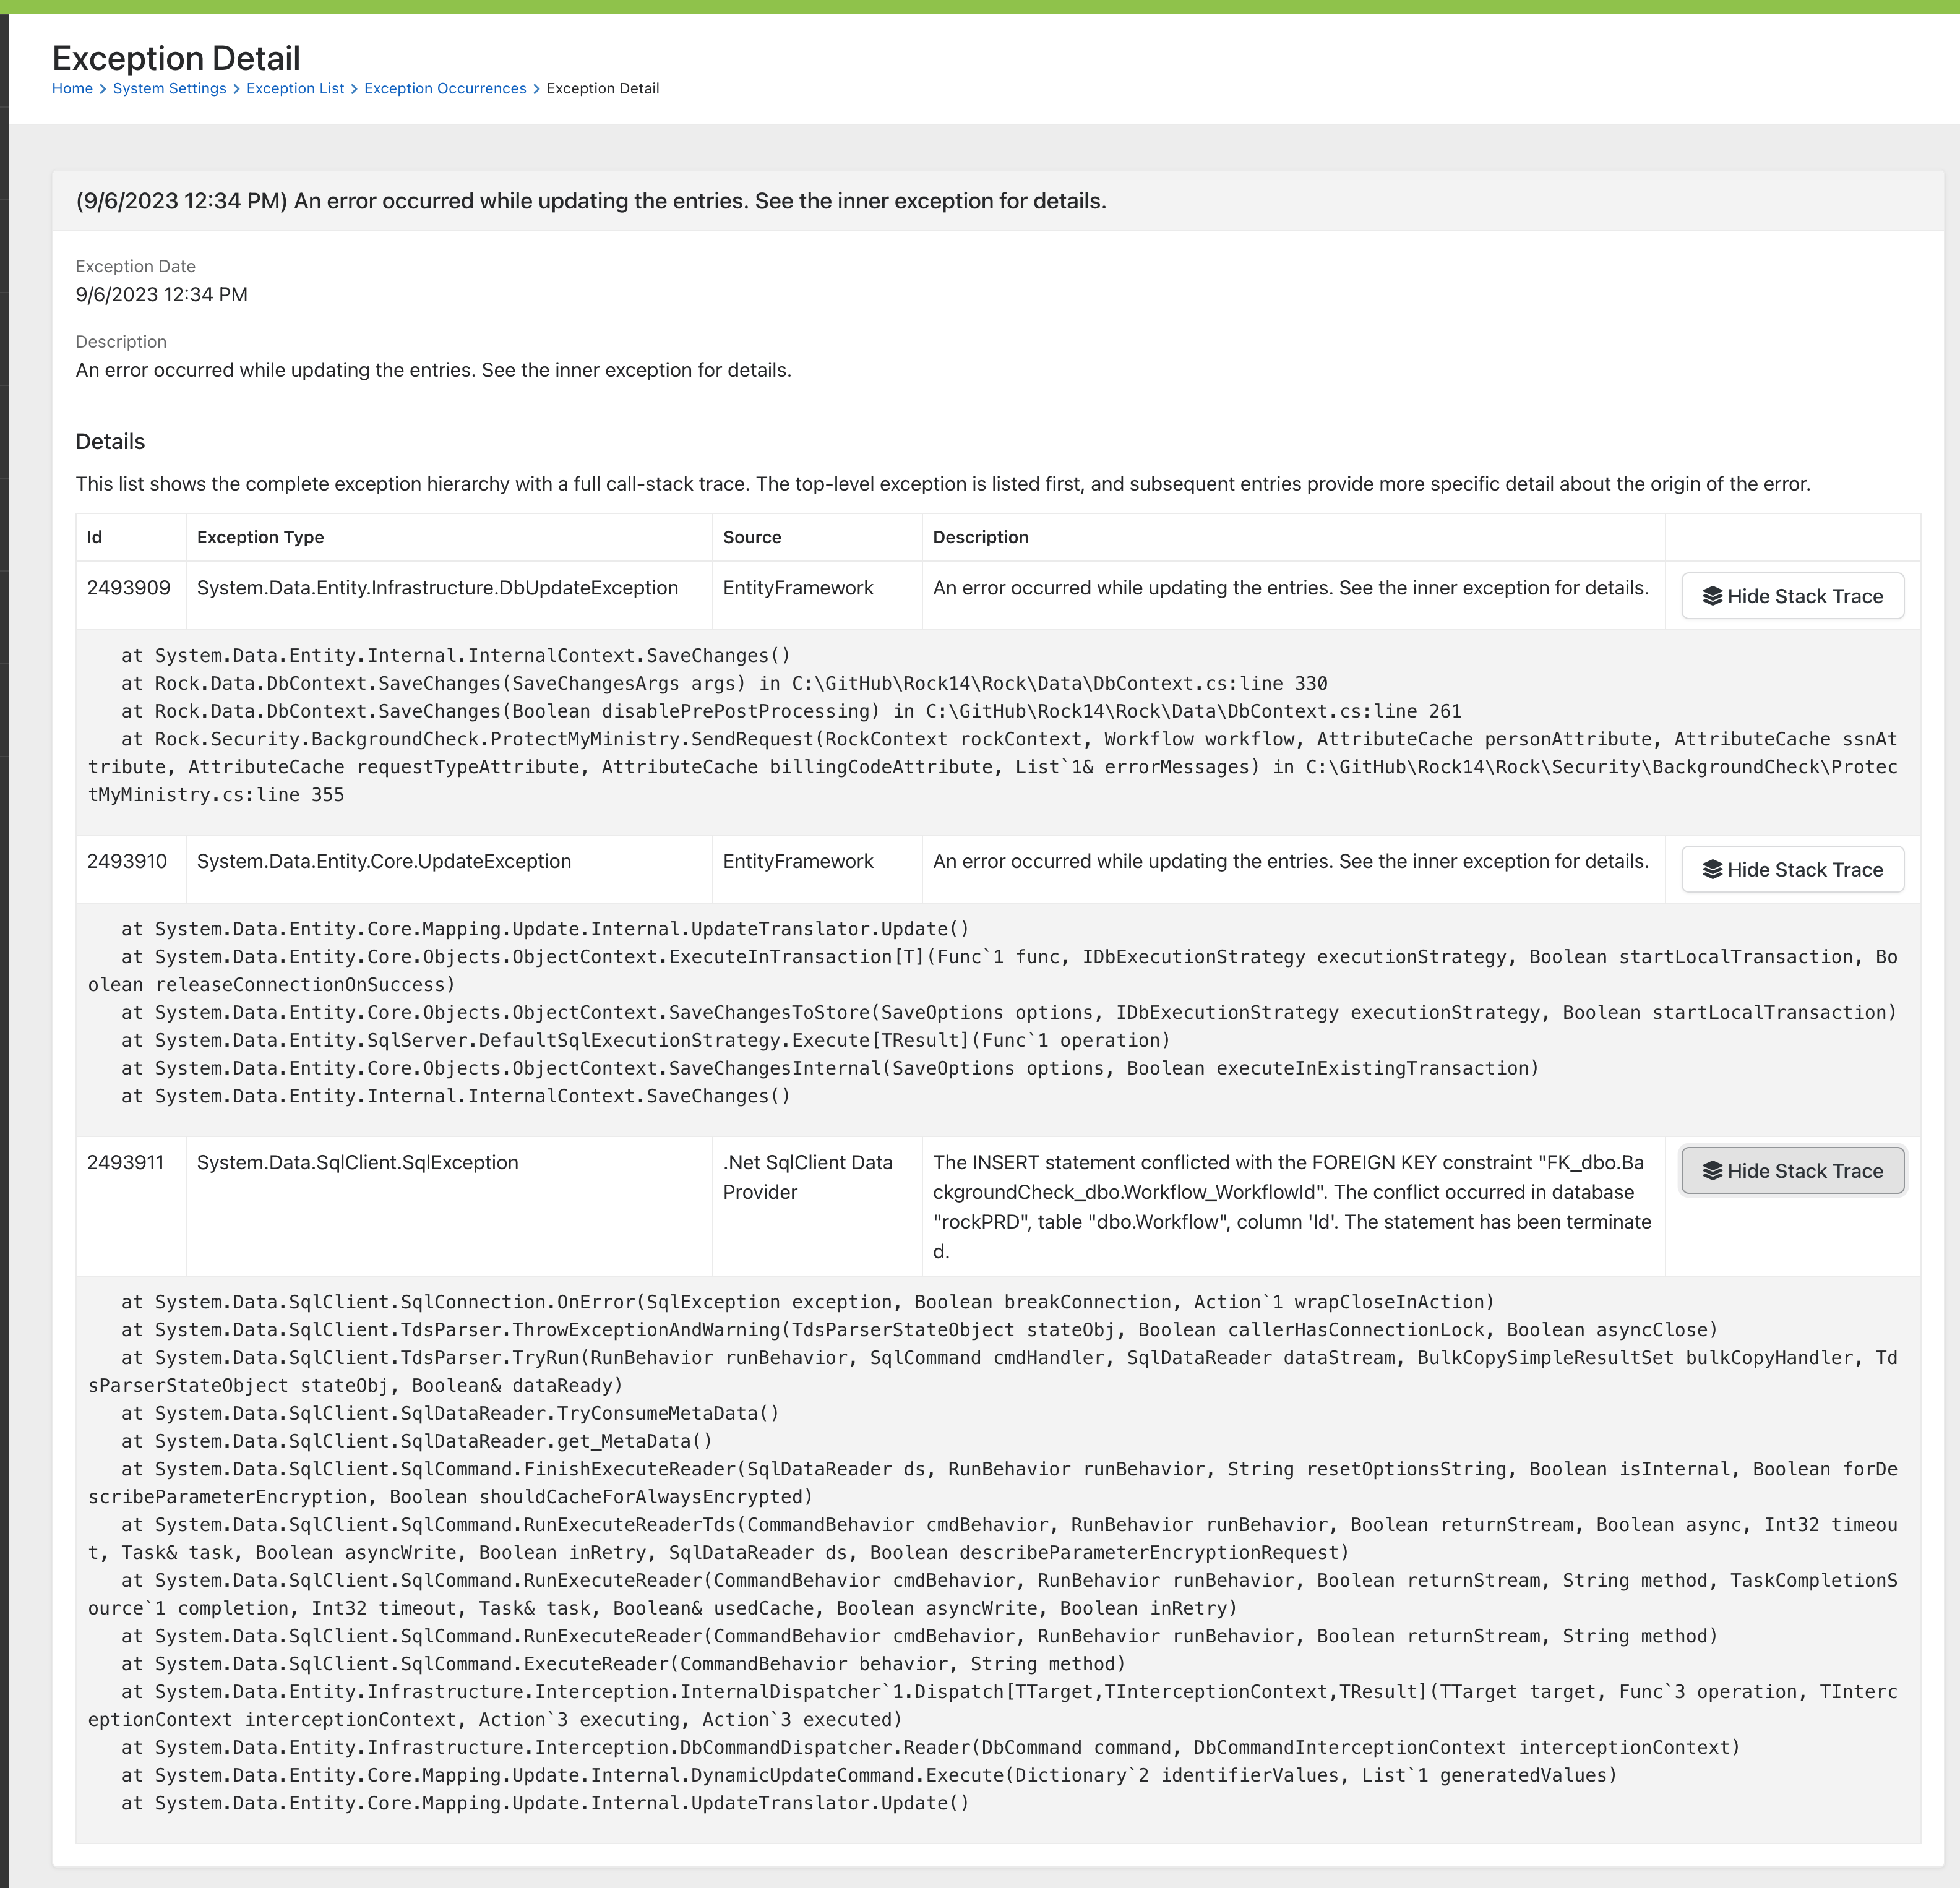 Exception Detail
Home > System Settings > Exception List > Exception Occurrences > Exception Detail
(9/6/2023 12:34 PM) An error occurred while updating the entries. See the inner exception for details.
Exception Date
9/6/2023 12:34 PM
Description
An error occurred while updating the entries. See the inner exception for details.
Details
This list shows the complete exception hierarchy with a full call-stack trace. The top-level exception is listed first, and subsequent entries provide more specific detail about the origin of the error.
Id Exception Type Source Description
2493909 System.Data.Entity.Infrastructure.DbUpdateException EntityFramework An error occurred while updating the entries. See the inner exception for details. Hide Stack Trace
at System.Data.Entity.Internal.InternalContext.SaveChanges()
at Rock.Data.DbContext.SaveChanges(SaveChangesArgs args) in C:\GitHub\Rock14\Rock\Data\DbContext.cs:line 330
at Rock.Data.DbContext.SaveChanges(Boolean disablePrePostProcessing) in C:\GitHub\Rock14\Rock\Data\DbContext.cs:line 261
at Rock.Security.BackgroundCheck.ProtectMyMinistry.SendRequest(RockContext rockContext, Workflow workflow, AttributeCache personAttribute, AttributeCache ssnAt
tribute, AttributeCache requestTypeAttribute, AttributeCache billingCodeAttribute, List`1& errorMessages) in C:\GitHub\Rock14\Rock\Security\BackgroundCheck\Protec
tMyMinistry.cs:line 355
2493910 System.Data.Entity.Core.UpdateException EntityFramework An error occurred while updating the entries. See the inner exception for details. Hide Stack Trace
at System.Data.Entity.Core.Mapping.Update.Internal.UpdateTranslator.Update()
at System.Data.Entity.Core.Objects.ObjectContext.ExecuteInTransaction[T](Func`1 func, IDbExecutionStrategy executionStrategy, Boolean startLocalTransaction, Bo
olean releaseConnectionOnSuccess)
at System.Data.Entity.Core.Objects.ObjectContext.SaveChangesToStore(SaveOptions options, IDbExecutionStrategy executionStrategy, Boolean startLocalTransaction)
at System.Data.Entity.SqlServer.DefaultSqlExecutionStrategy.Execute[TResult](Func`1 operation)
at System.Data.Entity.Core.Objects.ObjectContext.SaveChangesInternal(SaveOptions options, Boolean executeInExistingTransaction)
at System.Data.Entity.Internal.InternalContext.SaveChanges()
2493911 System.Data.SqlClient.SqlException .Net SqlClient Data The INSERT statement conflicted with the FOREIGN KEY constraint "FK_dbo.Ba Hide Stack Trace
Provider ckgroundCheck_dbo.Workflow_WorkflowId". The conflict occurred in database
"rockPRD", table "dbo.Workflow", column 'Id'. The statement has been terminate
d.
at System.Data.SqlClient.SqlConnection.OnError(SqlException exception, Boolean breakConnection, Action`1 wrapCloseInAction)
at System.Data.SqlClient.TdsParser.ThrowExceptionAndWarning(TdsParserStateObject stateObj, Boolean callerHasConnectionLock, Boolean asyncClose)
at System.Data.SqlClient.TdsParser.TryRun(RunBehavior runBehavior, SqlCommand cmdHandler, SqlDataReader dataStream, BulkCopySimpleResultSet bulkCopyHandler, Td
sParserStateObject stateObj, Boolean& dataReady)
at System.Data.SqlClient.SqlDataReader.TryConsumeMetaData()
at System.Data.SqlClient.SqlDataReader.get_MetaData()
at System.Data.SqlClient.SqlCommand.FinishExecuteReader(SqlDataReader ds, RunBehavior runBehavior, String resetOptionsString, Boolean isInternal, Boolean forDe
scribeParameterEncryption, Boolean shouldCacheForAlwaysEncrypted)
at System.Data.SqlClient.SqlCommand.RunExecuteReaderTds(CommandBehavior cmdBehavior, RunBehavior runBehavior, Boolean returnStream, Boolean async, Int32 timeou
t, Task& task, Boolean asyncWrite, Boolean inRetry, SqlDataReader ds, Boolean describeParameterEncryptionRequest)
at System.Data.SqlClient.SqlCommand.RunExecuteReader(CommandBehavior cmdBehavior, RunBehavior runBehavior, Boolean returnStream, String method, TaskCompletionS
ource`1 completion, Int32 timeout, Task& task, Boolean& usedCache, Boolean asyncWrite, Boolean inRetry)
at System.Data.SqlClient.SqlCommand.RunExecuteReader(CommandBehavior cmdBehavior, RunBehavior runBehavior, Boolean returnStream, String method)
at System.Data.SqlClient.SqlCommand.ExecuteReader(CommandBehavior behavior, String method)
at System.Data.Entity.Infrastructure.Interception.InternalDispatcher`1.Dispatch[TTarget,TInterceptionContext,TResult](TTarget target, Func`3 operation, TInterc
eptionContext interceptionContext, Action`3 executing, Action`3 executed)
at System.Data.Entity.Infrastructure.Interception.DbCommandDispatcher.Reader(DbCommand command, DbCommandInterceptionContext interceptionContext)
at System.Data.Entity.Core.Mapping.Update.Internal.DynamicUpdateCommand.Execute(Dictionary`2 identifierValues, List`1 generatedValues)
at System.Data.Entity.Core.Mapping.Update.Internal.UpdateTranslator.Update()